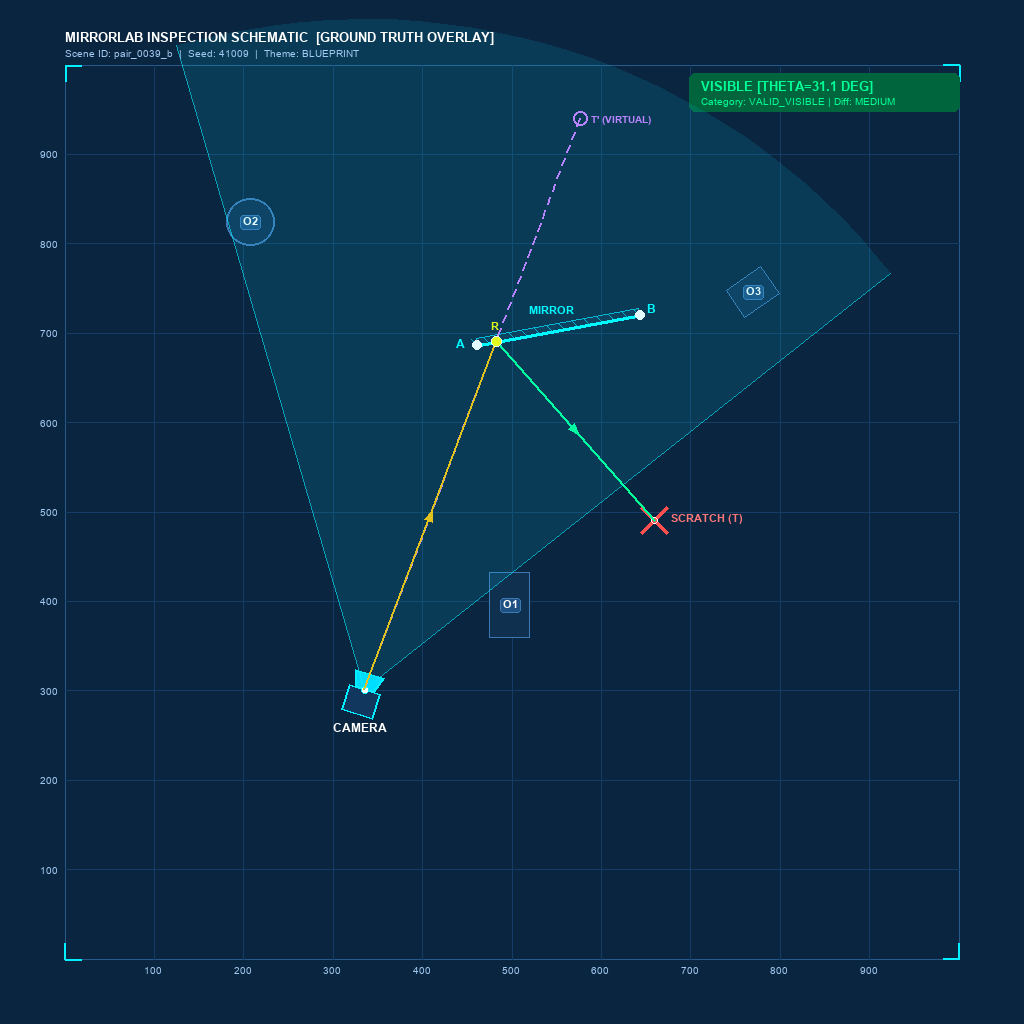 MIRRORLAB INSPECTION SCHEMATIC [GROUND TRUTH OVERLAY]
Scene ID: pair_0039_b | Seed: 41009 | Theme: BLUEPRINT
VISIBLE [THETA=31.1 DEG]
Category: VALID_VISIBLE | Diff: MEDIUM
T' (VIRTUAL)
900
O2
800
O3
MIRROR
B
R
A
700
600
500
SCRATCH (T)
400
O1
300
CAMERA
200
100
100 200 300 400 500 600 700 800 900